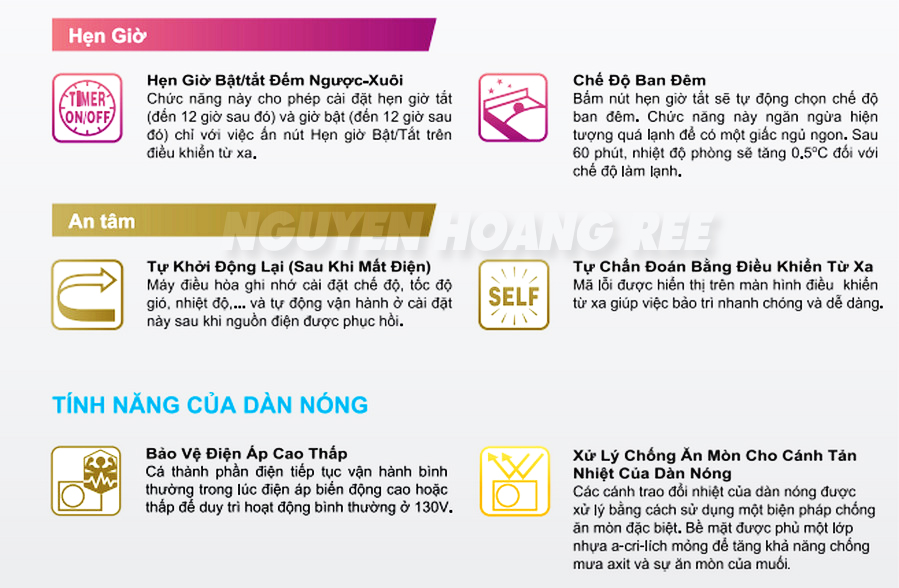 Hẹn Giờ
TIMER
ON/OFF
Hẹn Giờ Bật/tắt Đếm Ngược-Xuôi
Chức năng này cho phép cài đặt hẹn giờ tắt
(đến 12 giờ sau đó) và giờ bật (đến 12 giờ sau
đó) chỉ với việc ấn nút Hẹn giờ Bật/Tắt trên
điều khiển từ xa.
Chế Độ Ban Đêm
Bấm nút hẹn giờ tắt sẽ tự động chọn chế độ
ban đêm. Chức năng này ngăn ngừa hiện
tượng quá lạnh để có một giấc ngủ ngon. Sau
60 phút, nhiệt độ phòng sẽ tăng 0.5°C đối với
chế độ làm lạnh.
An tâm
NGUYEN HOANG REE
Tự Khởi Động Lại (Sau Khi Mất Điện)
Máy điều hòa ghi nhớ cài đặt chế độ, tốc độ
gió, nhiệt độ,... và tự động vận hành ở cài đặt
này sau khi nguồn điện được phục hồi.
SELF
Tự Chẩn Đoán Bằng Điều Khiển Từ Xa
Mã lỗi được hiển thị trên màn hình điều khiển
từ xa giúp việc bảo trì nhanh chóng và dễ dàng.
TÍNH NĂNG CỦA DÀN NÓNG
Bảo Vệ Điện Áp Cao Thấp
Cá thành phần điện tiếp tục vận hành bình
thường trong lúc điện áp biến động cao hoặc
thấp để duy trì hoạt động bình thường ở 130V.
Xử Lý Chống Ăn Mòn Cho Cánh Tản
Nhiệt Của Dàn Nóng
Các cánh trao đổi nhiệt của dàn nóng được
xử lý bằng cách sử dụng một biện pháp chống
ăn mòn đặc biệt. Bề mặt được phủ một lớp
nhựa a-cri-lích mỏng để tăng khả năng chống
mưa axit và sự ăn mòn của muối.